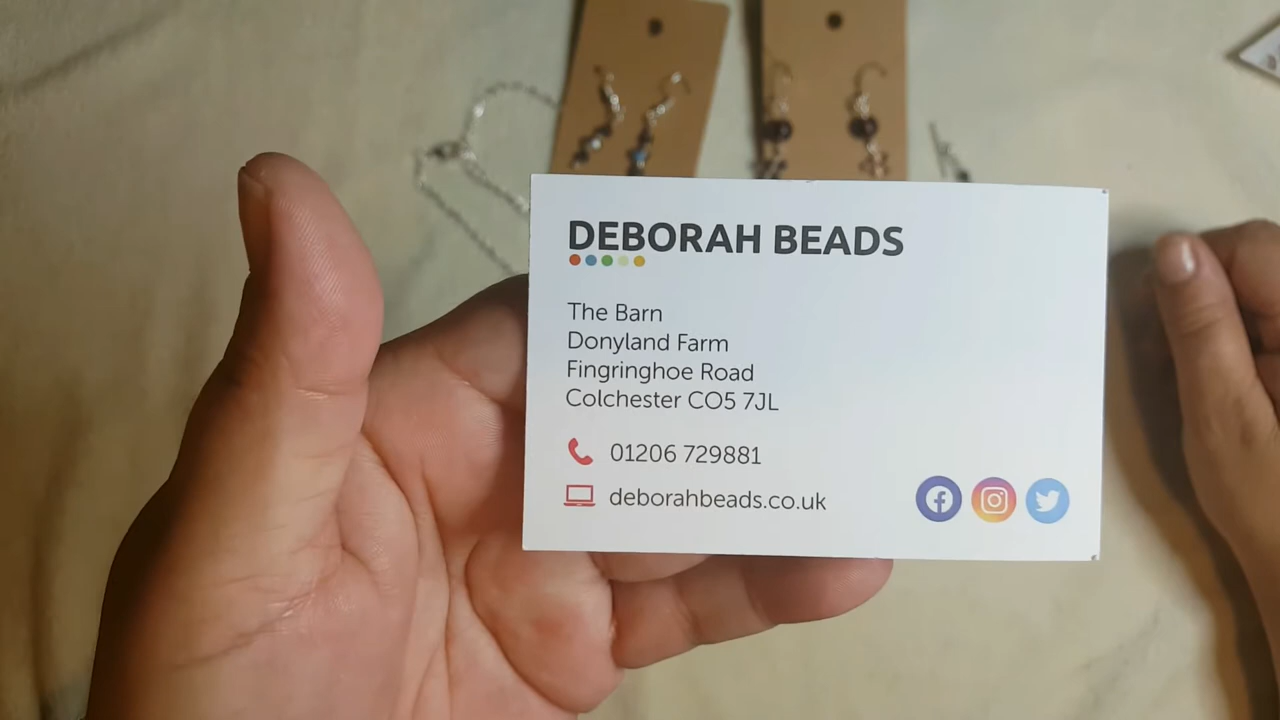 DEBORAH BEADS
The Barn
Donyland Farm
Fingringhoe Road
Colchester CO5 7JL
01206 729881
deborahbeads.co.uk